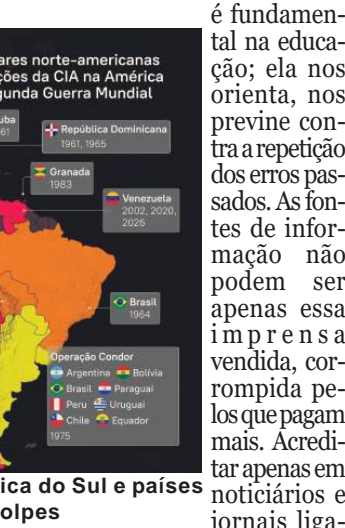 ares norte-americanas
ções da CIA na América
gunda Guerra Mundial
uba
61
República Dominicana
1961, 1965
Granada
1983
Venezuela
2002, 2020,
2026
Brasil
1964
Operação Condor
Argentina Bolívia
Brasil Paraguai
Peru Uruguai
Chile Equador
1975
ica do Sul e países
olpes
é fundamen-
tal na educa-
ção; ela nos
orienta, nos
previne con-
tra a repetição
dos erros pas-
sados. As fon-
tes de infor-
mação não
podem ser
apenas essa
imprensa
vendida, cor-
rompida pe-
los que pagam
mais. Acredi-
tar apenas em
noticiários e
jornais liga-